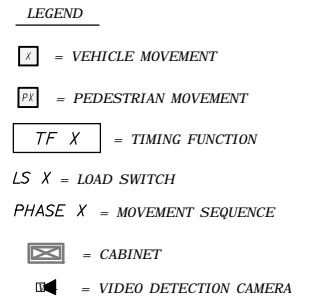 LEGEND
X = VEHICLE MOVEMENT
PX = PEDESTRIAN MOVEMENT
TF X = TIMING FUNCTION
LS X = LOAD SWITCH
PHASE X = MOVEMENT SEQUENCE
= CABINET
= VIDEO DETECTION CAMERA